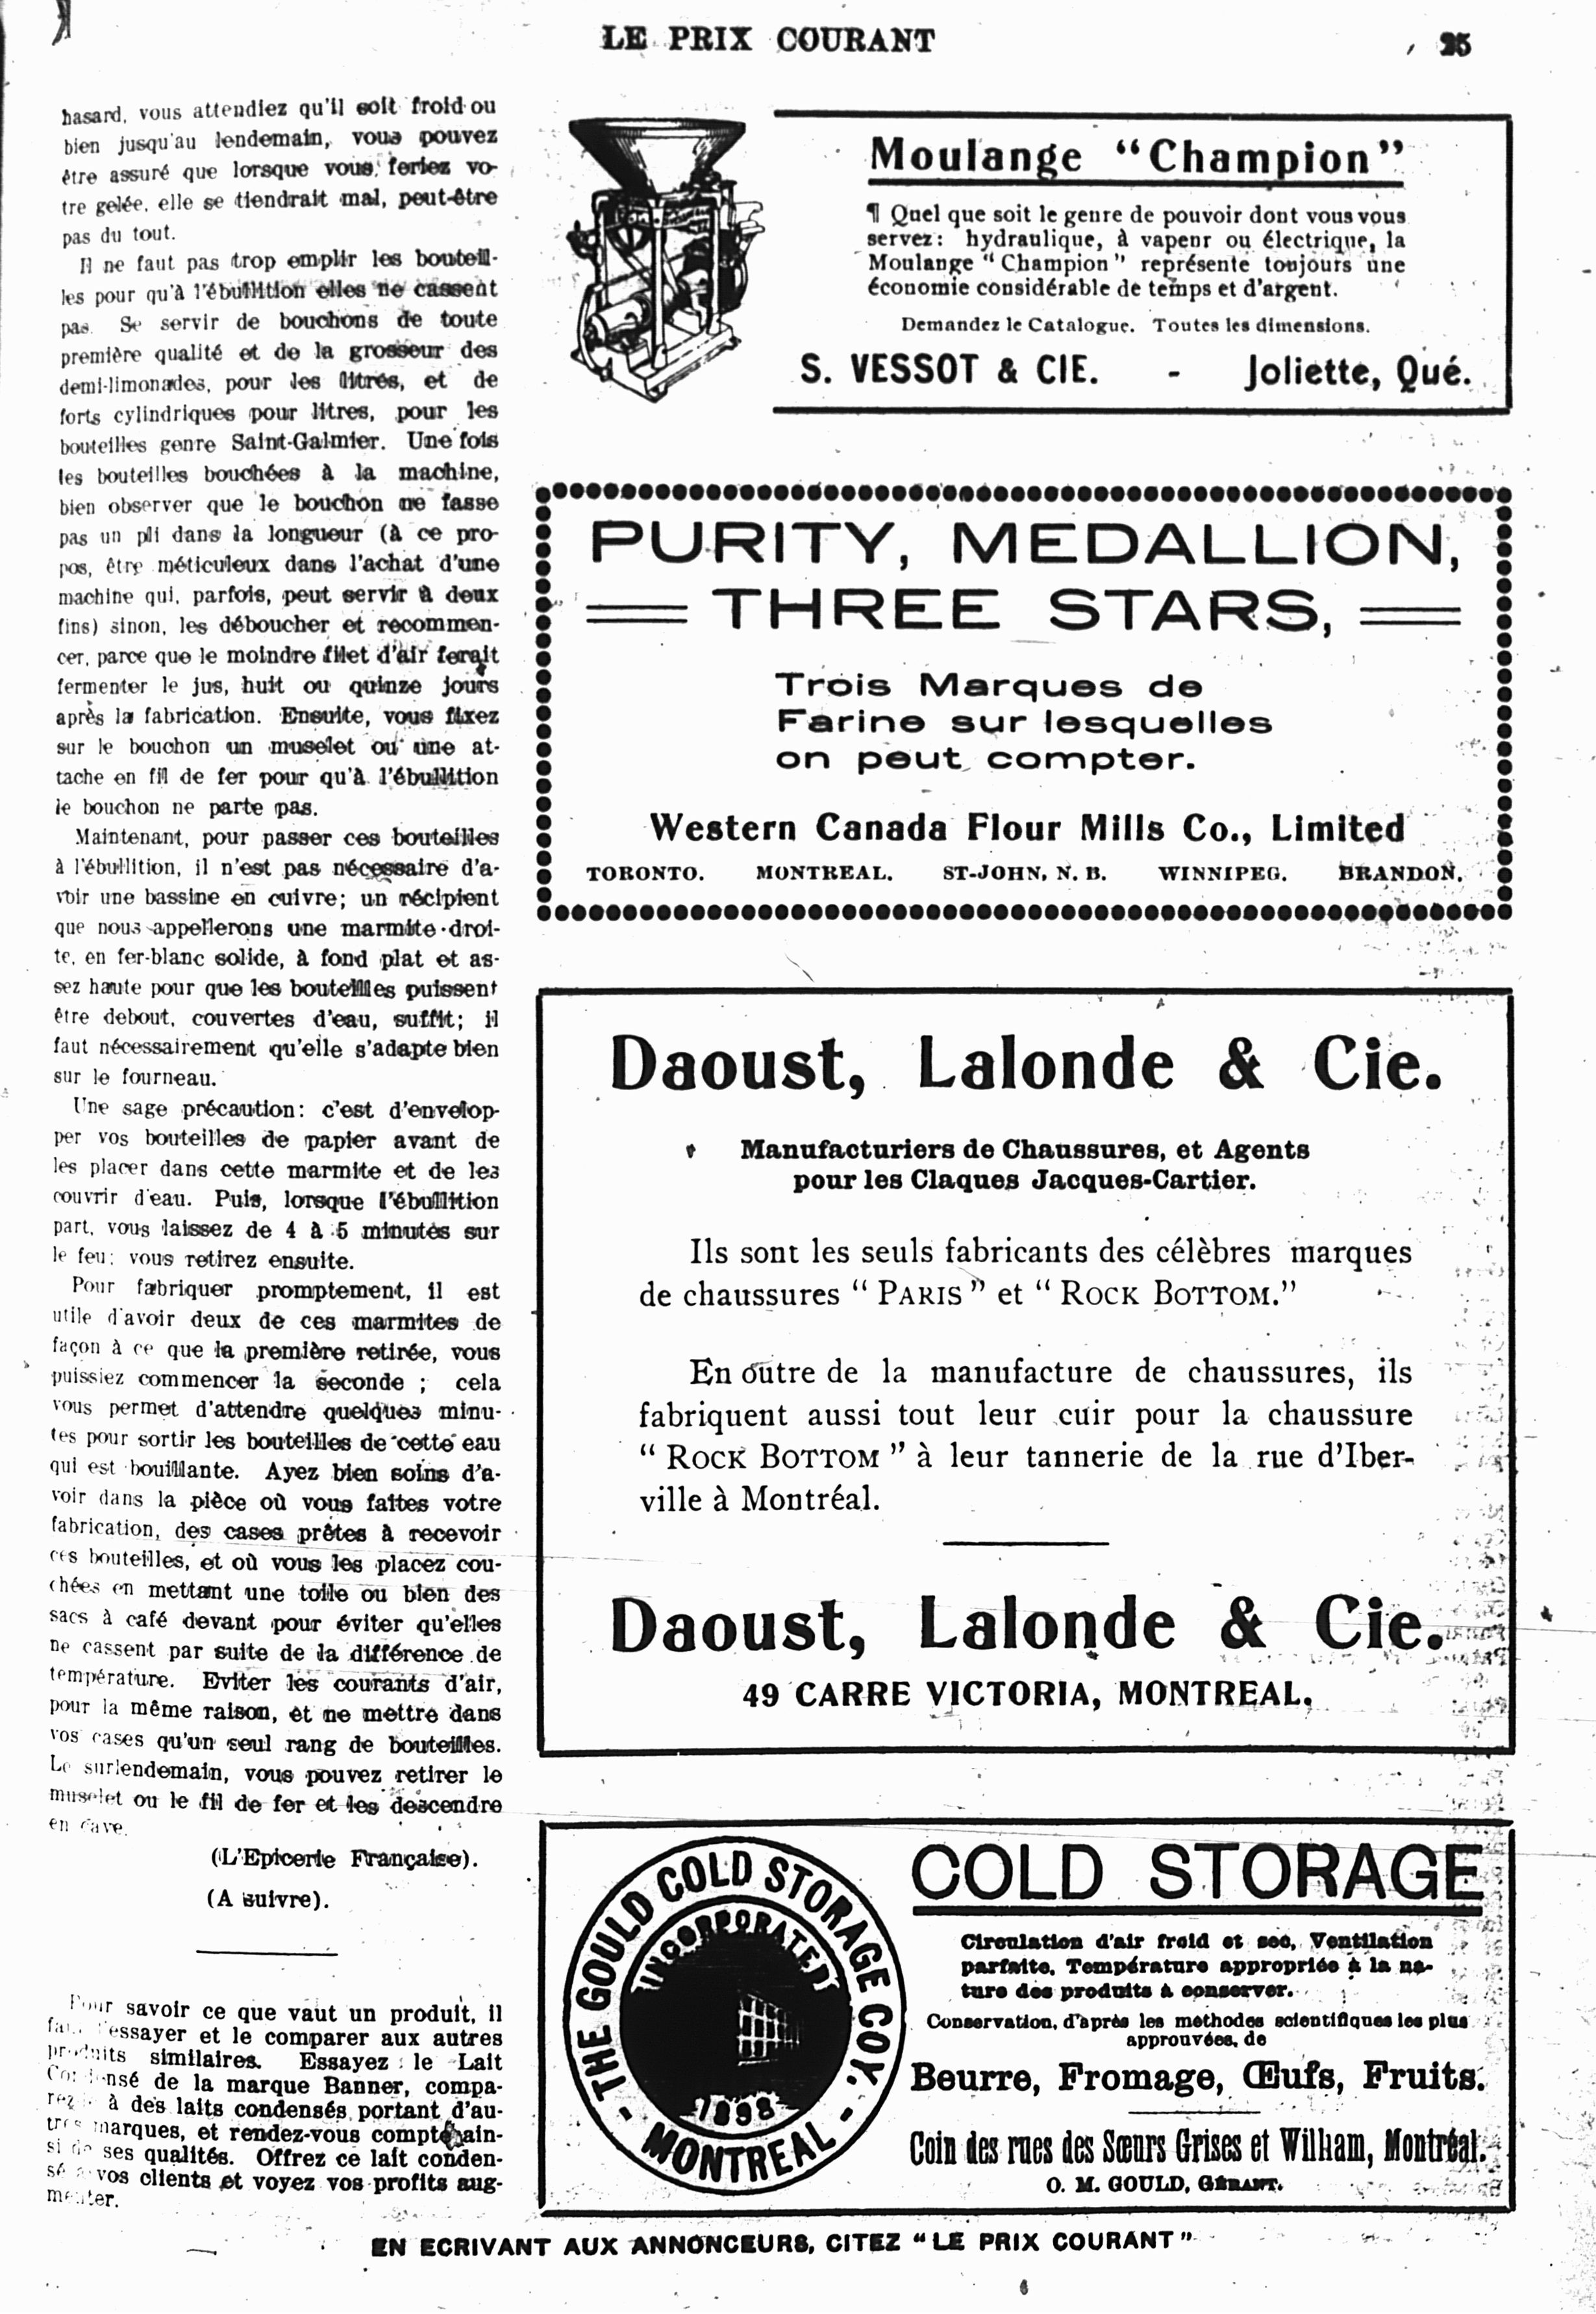 LE PRIX COURANT
25
hasard, vous attendiez qu'il soit froid ou
bien jusqu'au lendemain, vous pouvez
être assuré que lorsque vous feriez vo-
tre gelée, elle se tiendrait mal, peut-être
pas du tout.
Il ne faut pas trop emplir les bouteil-
les pour qu'à l'ébullition elles ne cassent
pas. Se servir de bouchons de toute
première qualité et de la grosseur des
demi-limonades, pour les litres, et de
forts cylindriques pour litres, pour les
bouteilles genre Saint-Galmier. Une fois
les bouteilles bouchées à la machine,
bien observer que le bouchon ne fasse
pas un pli dans la longueur (à ce pro-
pos, être méticuleux dans l'achat d'une
machine qui, parfois, peut servir à deux
fins) sinon, les déboucher et recommen-
cer, parce que le moindre filet d'air ferait
fermenter le jus, huit ou quinze jours
après la fabrication. Ensuite, vous fixez
sur le bouchon un muselet ou une at-
tache en fil de fer pour qu'à l'ébullition
le bouchon ne parte pas.
Maintenant, pour passer ces bouteilles
à l'ébullition, il n'est pas nécessaire d'a-
voir une bassine en cuivre; un récipient
que nous appellerons une marmite droi-
te, en fer-blanc solide, à fond plat et as-
sez haute pour que les bouteilles puissent
être debout, couvertes d'eau, suffit; il
faut nécessairement qu'elle s'adapte bien
sur le fourneau.
Une sage précaution: c'est d'envelop-
per vos bouteilles de papier avant de
les placer dans cette marmite et de les
couvrir d'eau. Puis, lorsque l'ébullition
part, vous laissez de 4 à 5 minutes sur
le feu; vous retirez ensuite.
Pour fabriquer promptement, il est
utile d'avoir deux de ces marmites de
façon à ce que la première retirée, vous
puissiez commencer la seconde ; cela
vous permet d'attendre quelques minu-
tes pour sortir les bouteilles de cette eau
qui est bouillante. Ayez bien soins d'a-
voir dans la pièce où vous faites votre
fabrication, des cases prêtes à recevoir
ces bouteilles, et où vous les placez cou-
chées en mettant une toile ou bien des
sacs à café devant pour éviter qu'elles
ne cassent par suite de la différence de
température. Eviter les courants d'air,
pour la même raison, et ne mettre dans
vos cases qu'un seul rang de bouteilles.
Le surlendemain, vous pouvez retirer le
muselet ou le fil de fer et les descendre
en cave.
(L'Epicerie Française).
(A suivre).
Pour savoir ce que vaut un produit, il
faut l'essayer et le comparer aux autres
produits similaires. Essayez le Lait
Condensé de la marque Banner, compa-
rez-le à des laits condensés portant d'au-
tres marques, et rendez-vous compte ain-
si de ses qualités. Offrez ce lait conden-
sé à vos clients et voyez vos profits aug-
menter.
Moulange "Champion"
¶ Quel que soit le genre de pouvoir dont vous vous
servez: hydraulique, à vapeur ou électrique, la
Moulange "Champion" représente toujours une
économie considérable de temps et d'argent.
Demandez le Catalogue. Toutes les dimensions.
S. VESSOT & CIE. - Joliette, Qué.
PURITY, MEDALLION,
THREE STARS,
Trois Marques de
Farine sur lesquelles
on peut compter.
Western Canada Flour Mills Co., Limited
TORONTO. MONTREAL. ST-JOHN, N. B. WINNIPEG. BRANDON.
Daoust, Lalonde & Cie.
Manufacturiers de Chaussures, et Agents
pour les Claques Jacques-Cartier.
Ils sont les seuls fabricants des célèbres marques
de chaussures "PARIS" et "ROCK BOTTOM."
En outre de la manufacture de chaussures, ils
fabriquent aussi tout leur cuir pour la chaussure
"ROCK BOTTOM" à leur tannerie de la rue d'Iber-
ville à Montréal.
Daoust, Lalonde & Cie.
49 CARRE VICTORIA, MONTREAL.
THE GOULD COLD STORAGE COY.
INCORPORATED
1898
- MONTREAL -
COLD STORAGE
Circulation d'air froid et sec, Ventilation
parfaite, Température appropriée à la na-
ture des produits à conserver.
Conservation, d'après les méthodes scientifiques les plus
approuvées, de
Beurre, Fromage, Œufs, Fruits.
Coin des rues des Sœurs Grises et William, Montréal.
O. M. GOULD, GÉRANT.
EN ECRIVANT AUX ANNONCEURS, CITEZ "LE PRIX COURANT"